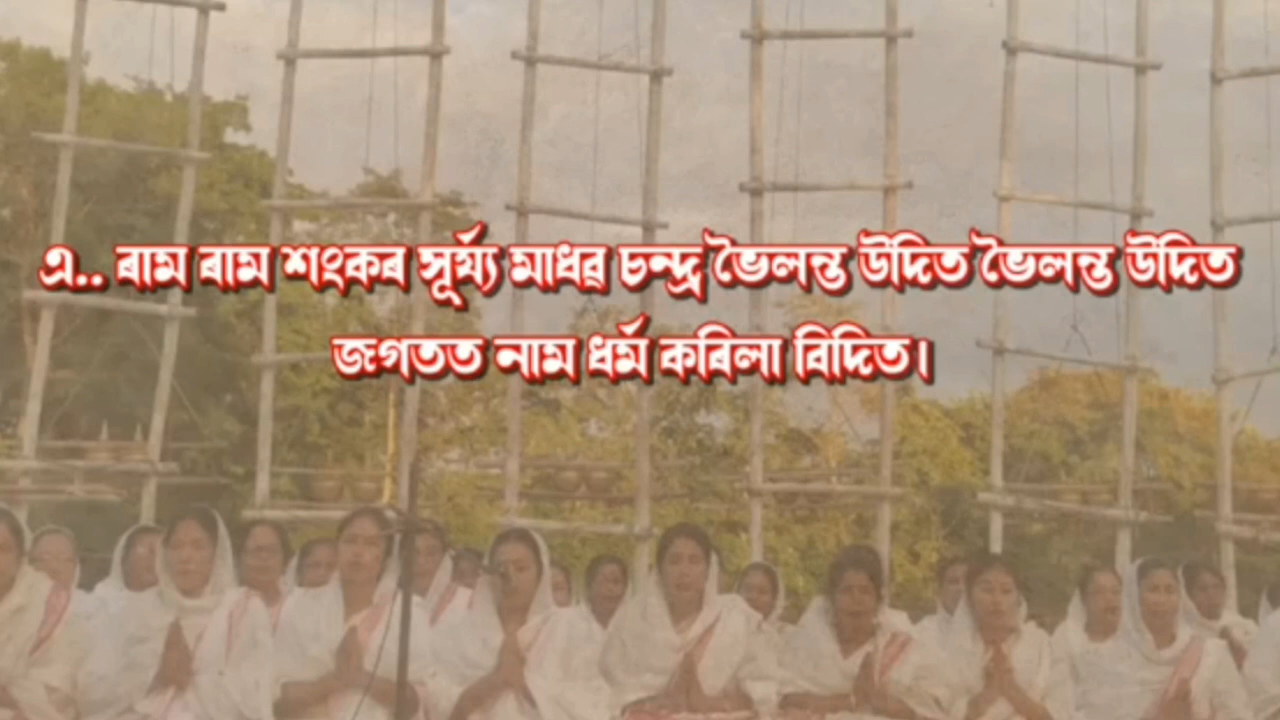 এ.. ৰাম ৰাম শংকৰ সূৰ্য্য মাধৱ চন্দ্ৰ ভৈলন্ত উদিত ভৈলন্ত উদিত
জগতত নাম ধৰ্ম কৰিলা বিদিত।